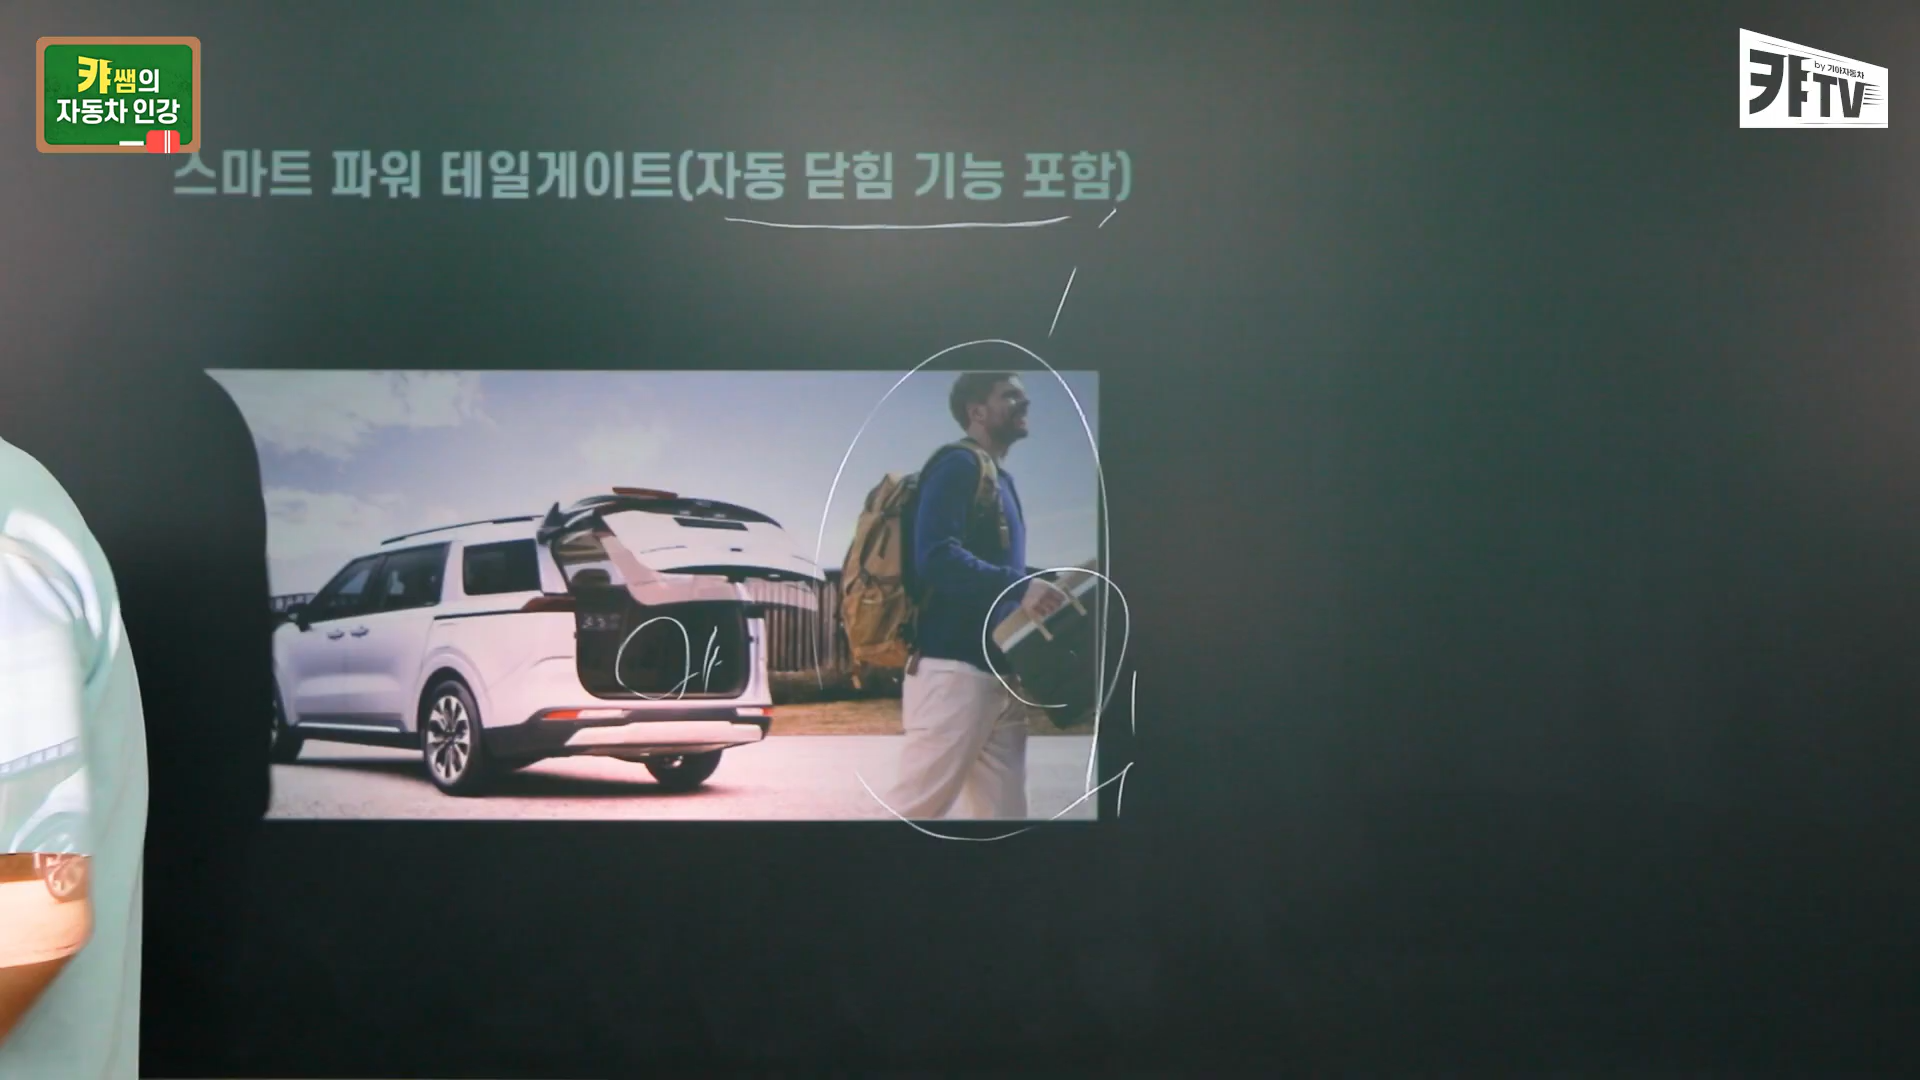 캬쌤의
자동차 인강
by 기아자동차
캬TV
스마트 파워 테일게이트(자동 닫힘 기능 포함)